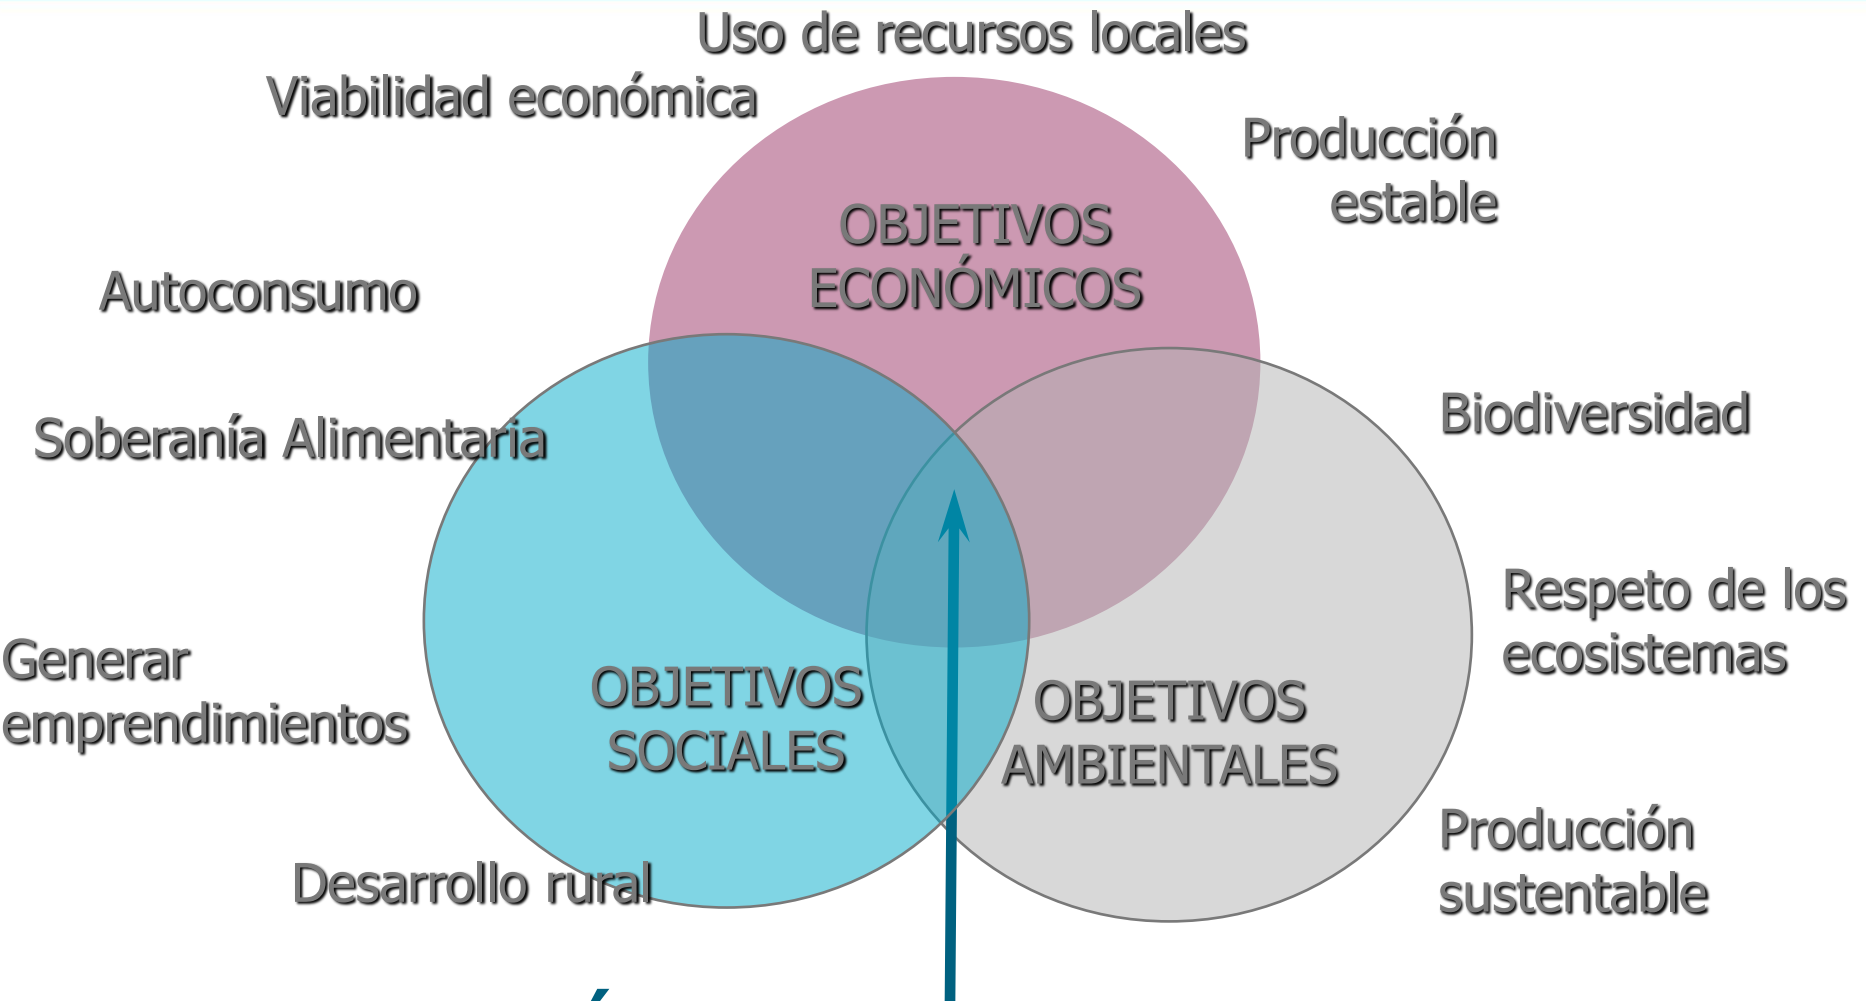 Uso de recursos locales
Viabilidad económica
Producción
estable
OBJETIVOS
ECONÓMICOS
Autoconsumo
Soberanía Alimentaria
Biodiversidad
Respeto de los
ecosistemas
Generar
emprendimientos
OBJETIVOS
SOCIALES
OBJETIVOS
AMBIENTALES
Producción
sustentable
Desarrollo rural